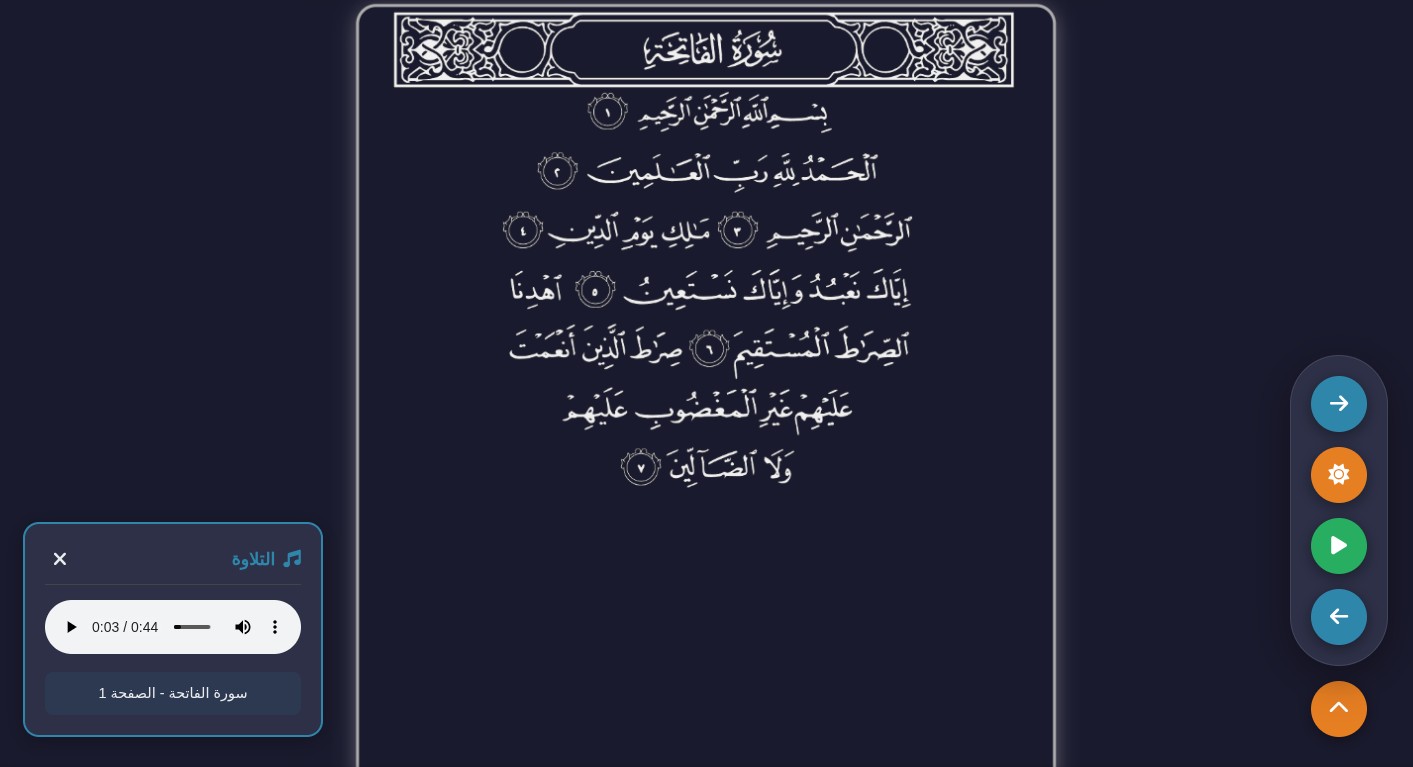 سُورَةُ الفَاتِحَةِ
بِسۡمِ ٱللَّهِ ٱلرَّحۡمَٰنِ ٱلرَّحِيمِ ١
ٱلۡحَمۡدُ لِلَّهِ رَبِّ ٱلۡعَٰلَمِينَ ٢
ٱلرَّحۡمَٰنِ ٱلرَّحِيمِ ٣ مَٰلِكِ يَوۡمِ ٱلدِّينِ ٤
إِيَّاكَ نَعۡبُدُ وَإِيَّاكَ نَسۡتَعِينُ ٥ ٱهۡدِنَا
ٱلصِّرَٰطَ ٱلۡمُسۡتَقِيمَ ٦ صِرَٰطَ ٱلَّذِينَ أَنۡعَمۡتَ
عَلَيۡهِمۡ غَيۡرِ ٱلۡمَغۡضُوبِ عَلَيۡهِمۡ
وَلَا ٱلضَّآلِّينَ ٧
التلاوة
0:03 / 0:44
سورة الفاتحة - الصفحة 1